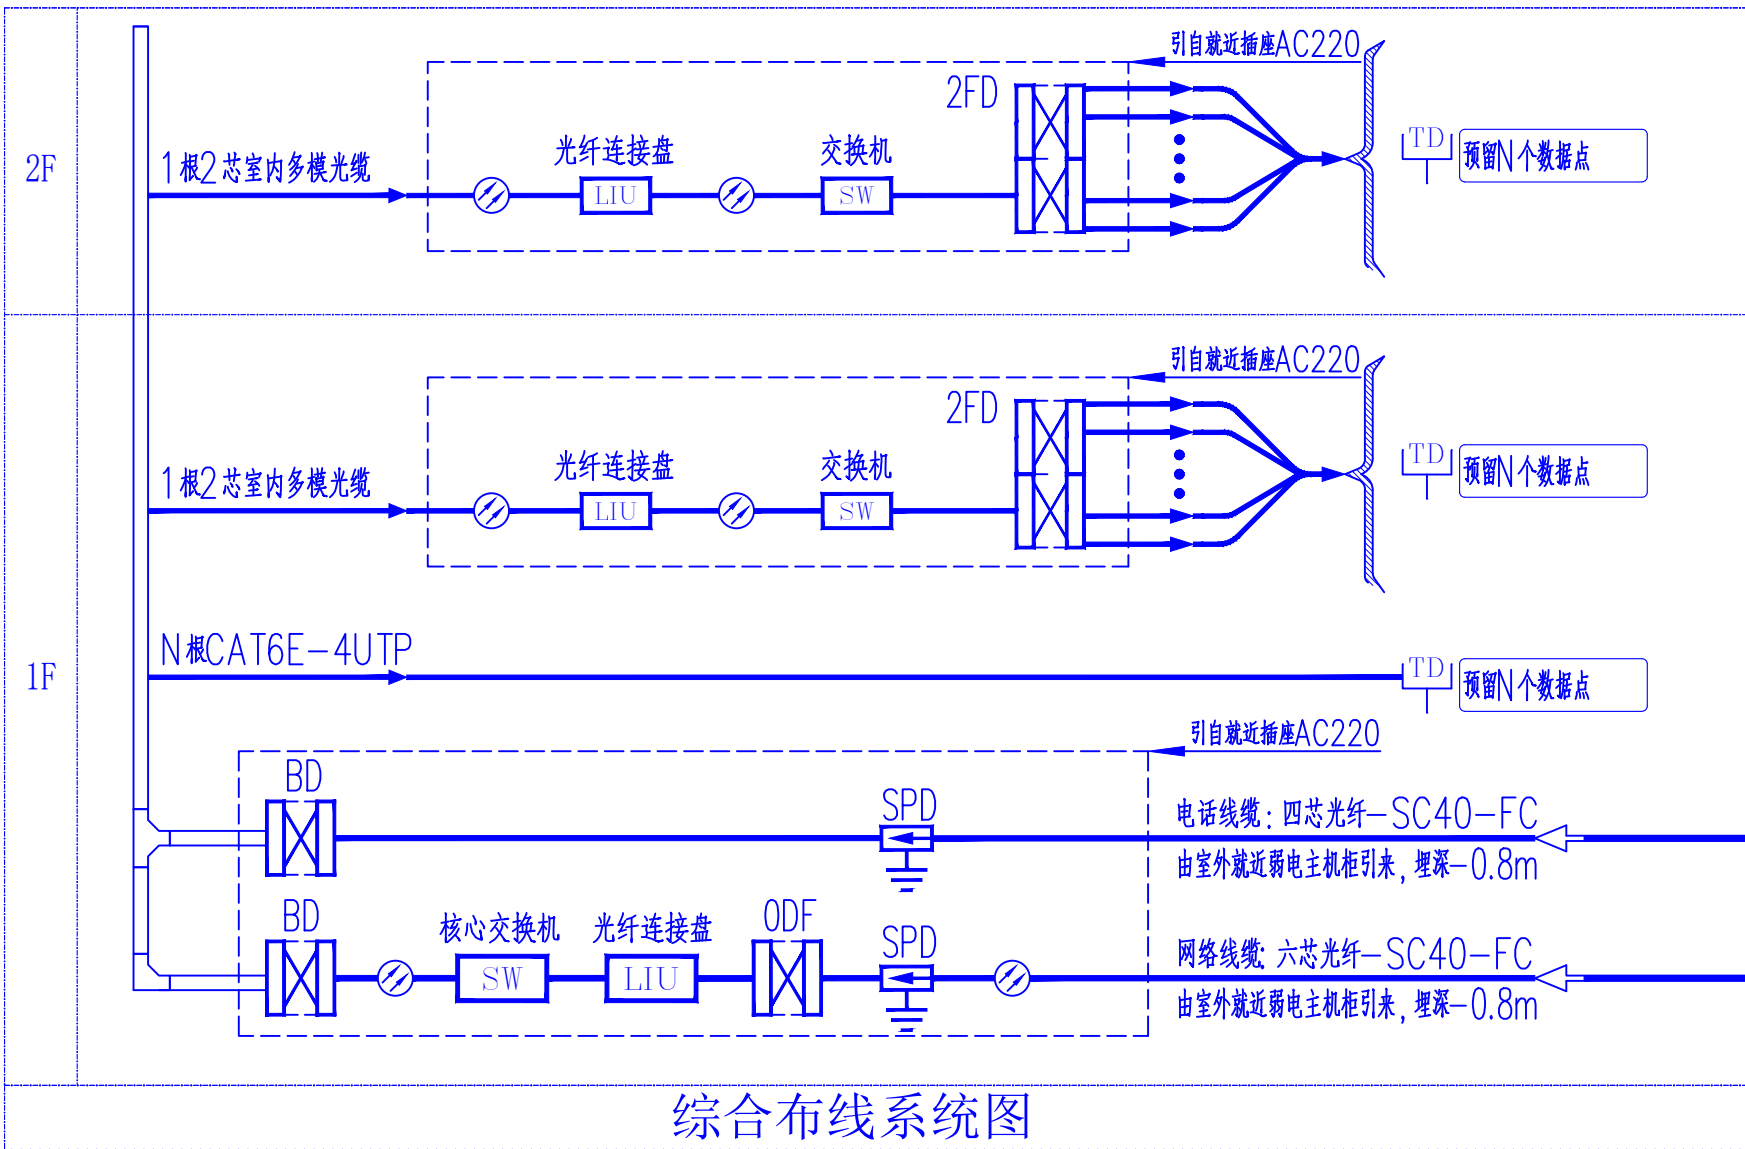 引自就近插座AC220
2FD
光纤连接盘
交换机
TD
预留N个数据点
2F
1根2芯室内多模光缆
LIU
SW
引自就近插座AC220
2FD
光纤连接盘
交换机
TD
预留N个数据点
1根2芯室内多模光缆
LIU
SW
N根CAT6E-4UTP
TD
预留N个数据点
1F
引自就近插座AC220
BD
SPD
电话线缆:四芯光纤-SC40-FC
由室外就近弱电主机柜引来,埋深-0.8m
BD
核心交换机
光纤连接盘
ODF
SPD
网络线缆:六芯光纤-SC40-FC
SW
LIU
由室外就近弱电主机柜引来,埋深-0.8m
综合布线系统图